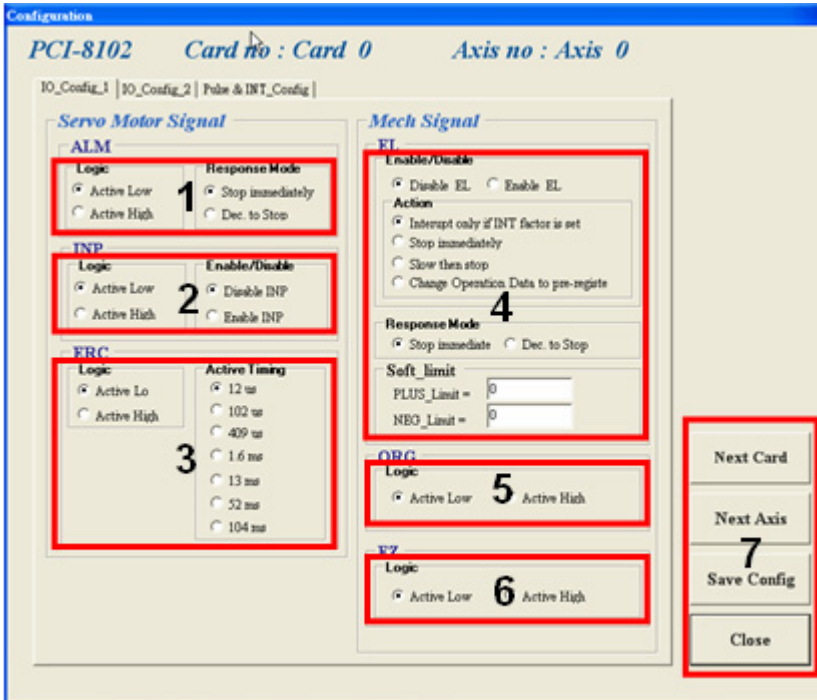 Configuration
PCI-8102 Card no : Card 0 Axis no : Axis 0
IO_Config_1 IO_Config_2 Pulse & INT_Config
Servo Motor Signal
ALM
Logic
Active Low
Active High
1
Response Mode
Stop immediately
Dec. to Stop
INP
Logic
Active Low
Active High
2
Enable/Disable
Disable INP
Enable INP
ERC
Logic
Active Lo
Active High
3
Active Timing
12 us
102 us
409 us
1.6 ms
13 ms
52 ms
104 ms
Mech Signal
EL
Enable/Disable
Disable EL Enable EL
Action
Interupt only if INT factor is set
Stop immediately
Slow then stop
Change Operation Data to pre-registe
4
Response Mode
Stop immediate Dec. to Stop
Soft_limit
PLUS_Limit = 0
NEG_Limit = 0
ORG
Logic
Active Low 5 Active High
EZ
Logic
Active Low 6 Active High
Next Card
Next Axis
7
Save Config
Close